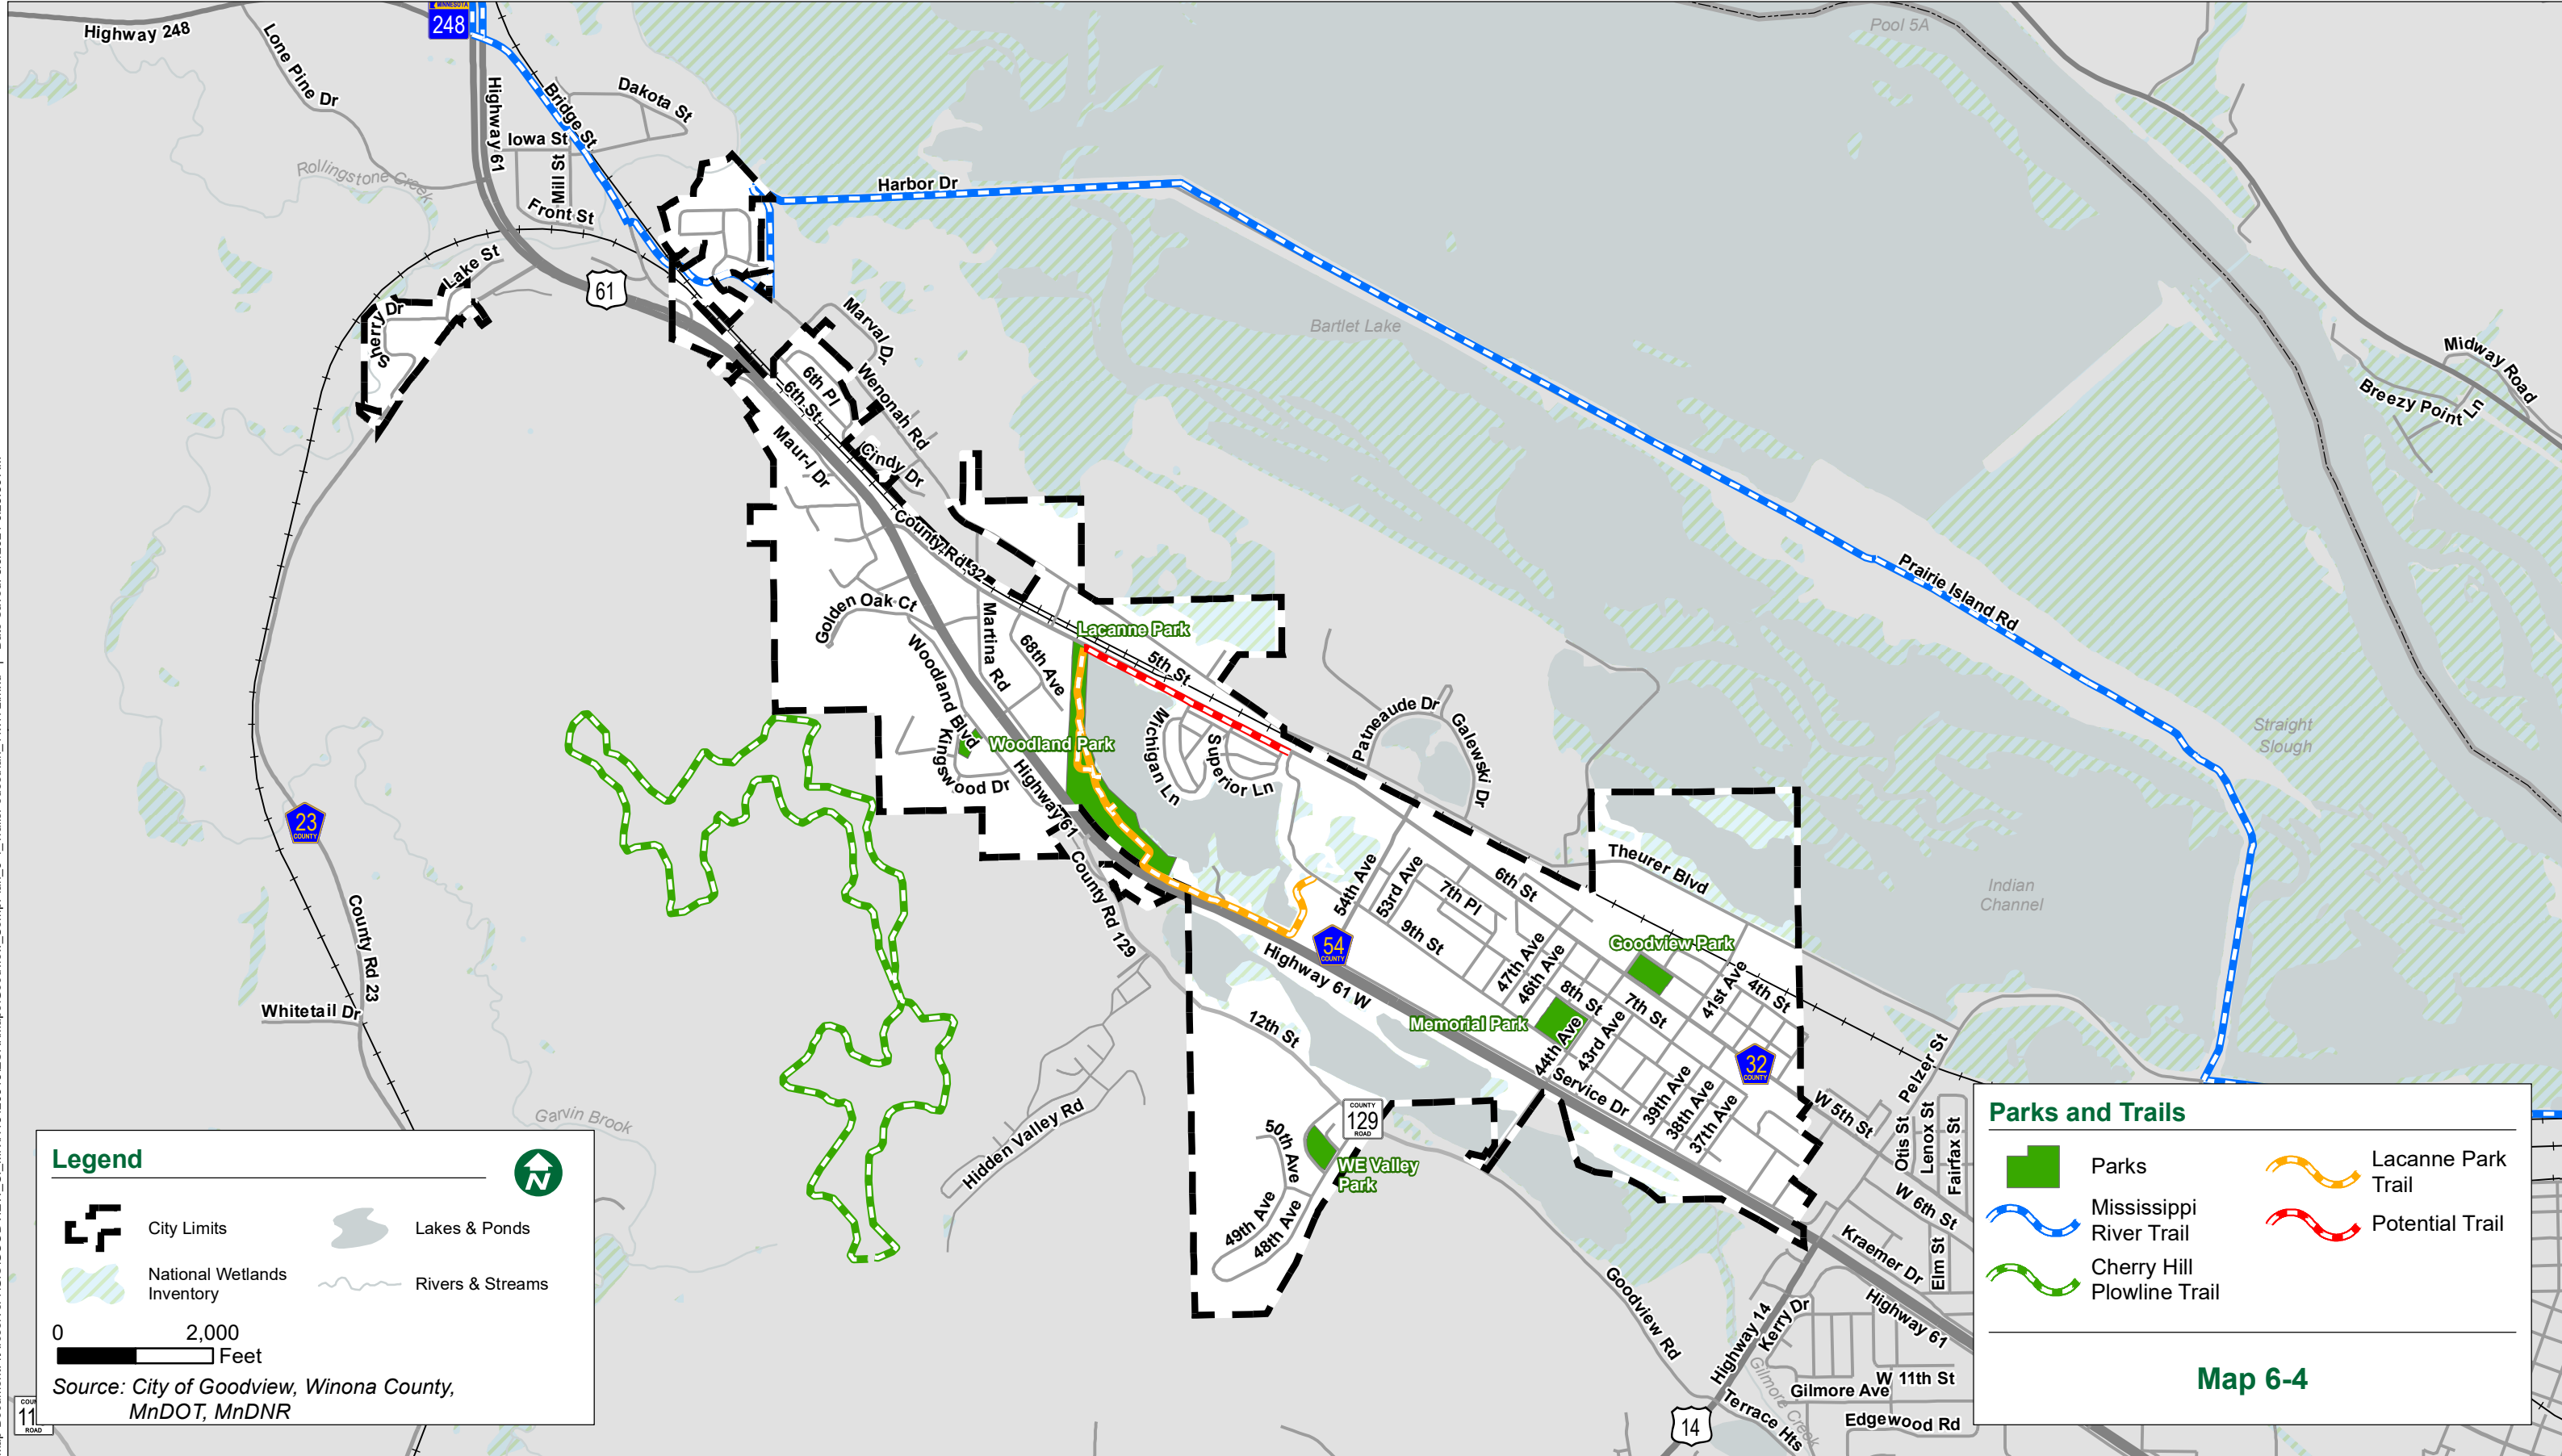 Highway 248
MINNESOTA
248
Lone Pine Dr
Highway 61
Bridge St
Dakota St
Iowa St
Mill St
Front St
Rollingstone Creek
Lake St
Sherry Dr
61
Harbor Dr
Pool 5A
Bartlet Lake
Midway Road
Breezy Point Ln
Marval Dr
Wenonah Rd
6th Pl
6th St
Cindy Dr
Maur-I Dr
County Rd 32
Golden Oak Ct
Martina Rd
68th Ave
Woodland Blvd
Kingswood Dr
Highway 61
Lacanne Park
Woodland Park
5th St
Michigan Ln
Superior Ln
Patneaude Dr
Galewski Dr
Prairie Island Rd
Straight
Slough
Indian
Channel
Theurer Blvd
23
COUNTY
County Rd 23
Whitetail Dr
Garvin Brook
County Rd 129
Hidden Valley Rd
54th Ave
53rd Ave
7th Pl
6th St
9th St
54
COUNTY
Highway 61 W
47th Ave
46th Ave
8th St
7th St
Goodview Park
41st Ave
4th St
Memorial Park
44th Ave
43rd Ave
Service Dr
39th Ave
38th Ave
37th Ave
32
COUNTY
12th St
COUNTY
129
ROAD
50th Ave
49th Ave
48th Ave
WE Valley
Park
Pelzer St
W 5th St
Otis St
Lenox St
Fairfax St
W 6th St
Elm St
Kraemer Dr
Highway 61
Highway 14
Kerry Dr
Goodview Rd
Gilmore Creek
W 11th St
Gilmore Ave
Edgewood Rd
Terrace Hts
14
ROAD
Legend
N
City Limits
Lakes & Ponds
National Wetlands
Inventory
Rivers & Streams
0 2,000
Feet
Source: City of Goodview, Winona County,
MnDOT, MnDNR
Parks and Trails
Parks
Lacanne Park
Trail
Mississippi
River Trail
Potential Trail
Cherry Hill
Plowline Trail
Map 6-4